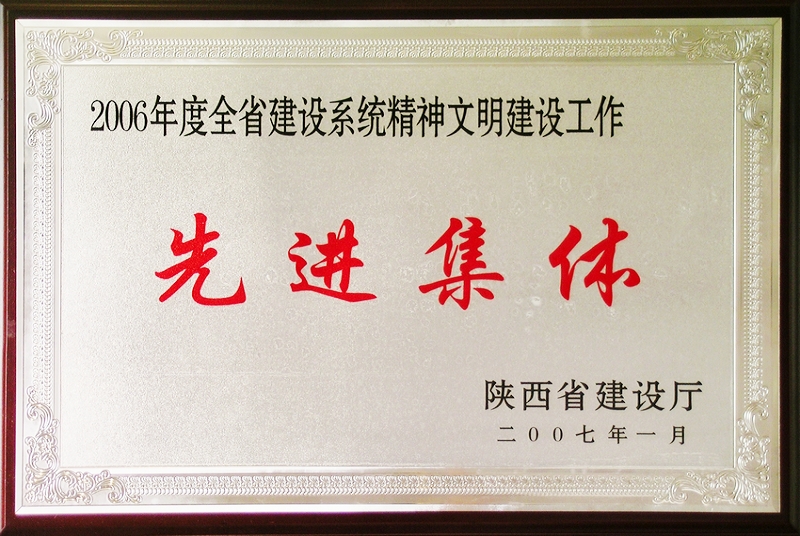 2006年度全省建设系统精神文明建设工作
先进集体
陕西省建设厅
二００七年一月